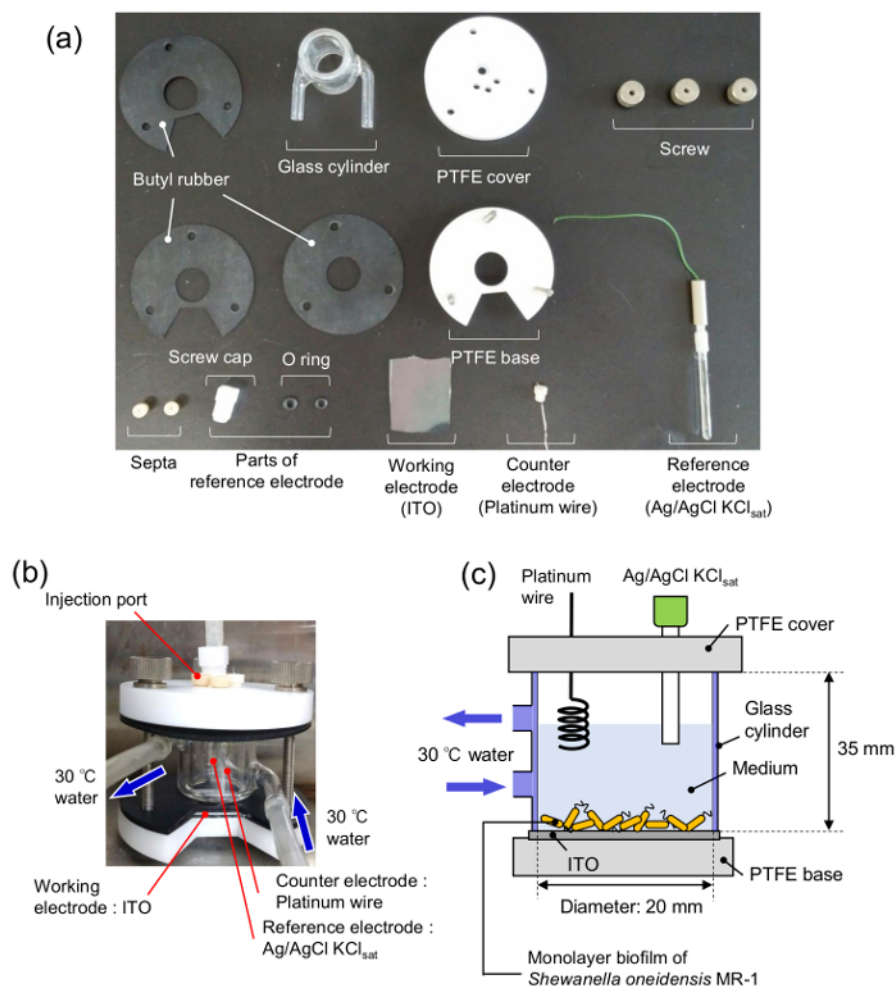 (a)
Glass cylinder
PTFE cover
Screw
Butyl rubber
Screw cap
O ring
PTFE base
Septa
Parts of
reference electrode
Working
electrode
(ITO)
Counter
electrode
(Platinum wire)
Reference
electrode
(Ag/AgCl KClsat)
(b)
Injection port
30 °C
water
30 °C
water
Working
electrode : ITO
Counter electrode :
Platinum wire
Reference electrode :
Ag/AgCl KClsat
(c)
Platinum
wire
Ag/AgCl KClsat
PTFE cover
Glass
cylinder
35 mm
30 °C water
Medium
ITO
PTFE base
Diameter: 20 mm
Monolayer biofilm of
Shewanella oneidensis MR-1